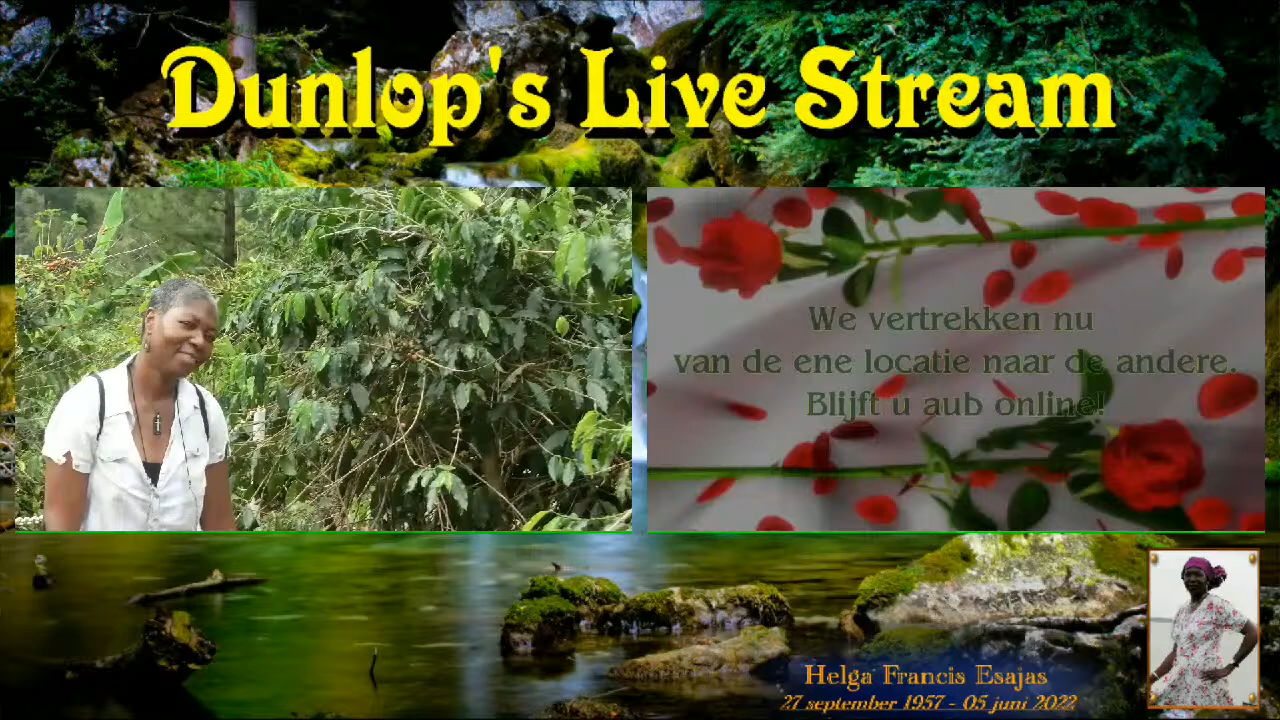 Dunlop's Live Stream
We vertrekken nu
van de ene locatie naar de andere.
Blijft u aub online!
Helga Francis Esajas
27 september 1957 - 05 juni 2022